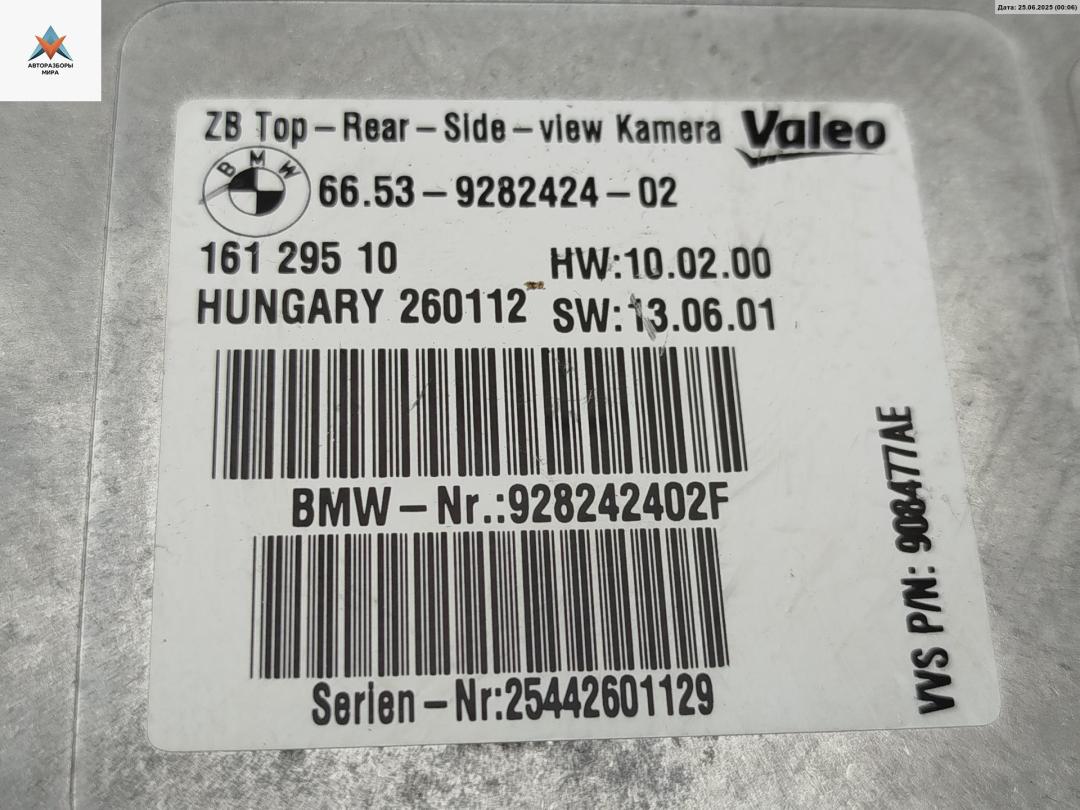 Дата: 25.06.2025 (00:06)
АВТОРАЗБОРЫ
МИРА
ZB Top-Rear-Side-view Kamera
Valeo
BMW
66.53-9282424-02
161 295 10
HW:10.02.00
HUNGARY 260112
SW:13.06.01
BMW-Nr.:928242402F
Serien-Nr:25442601129
VVS P/N: 908477AE